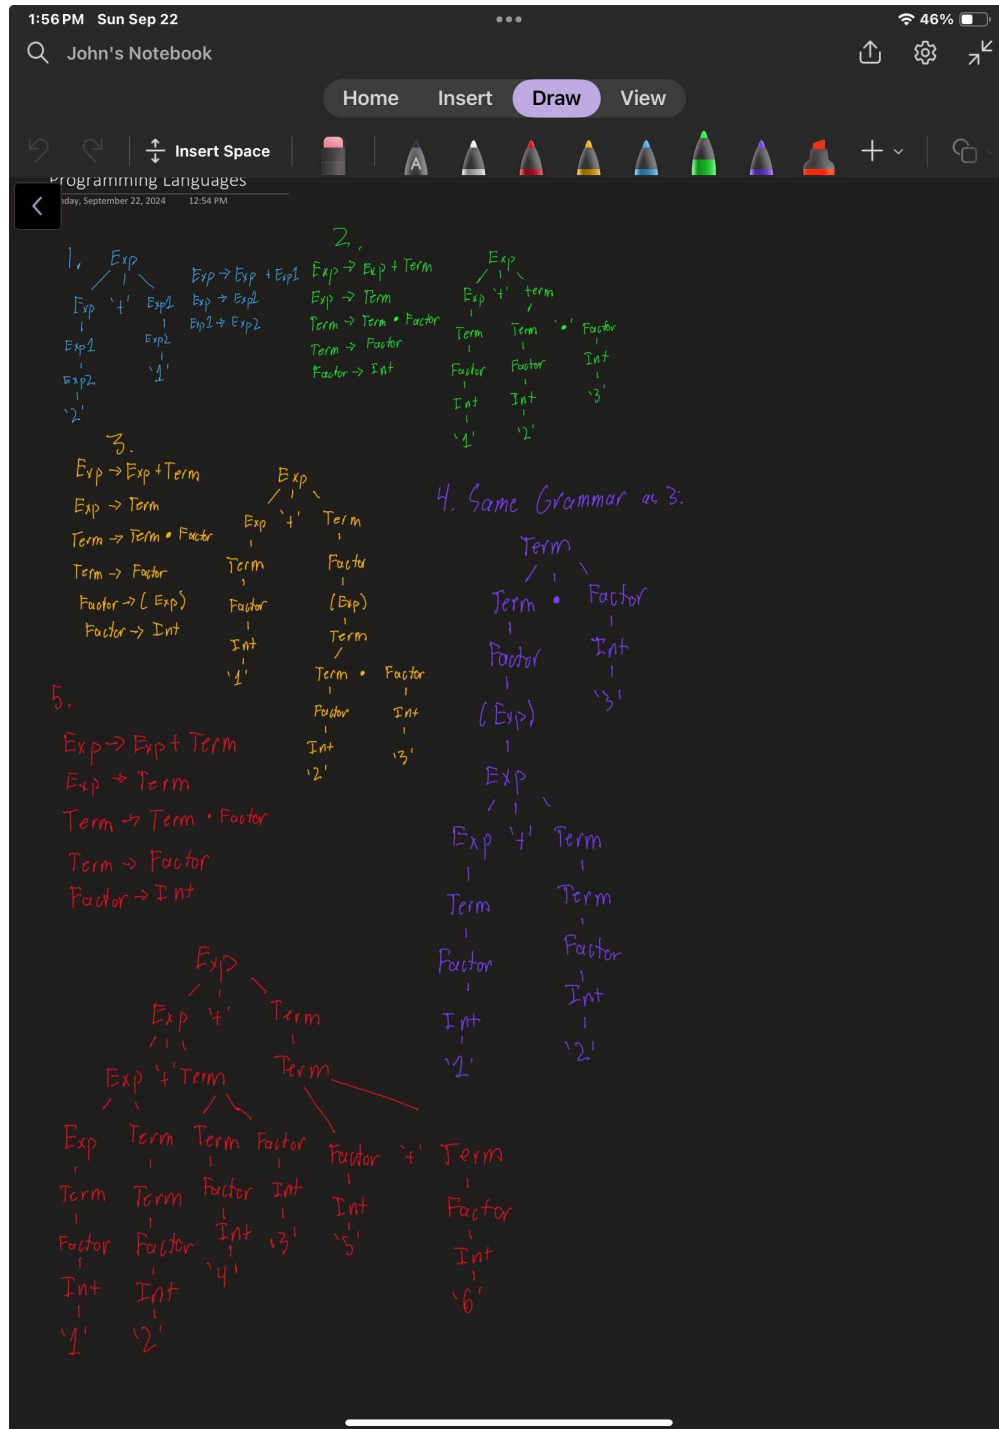 1:56 PM Sun Sep 22
46%
John's Notebook
Home Insert Draw View
Insert Space
A
Programming Languages
day, September 22, 2024 12:54 PM
1.
Exp
Exp '+' Exp1
Exp1 Exp2
Exp2 '1'
'2'
Exp → Exp + Exp1
Exp → Exp1
Exp1 → Exp2
2.
Exp → Exp + Term
Exp → Term
Term → Term • Factor
Term → Factor
Factor → Int
Exp
Exp '+' term
Term Term '•' Factor
Factor Factor Int
Int Int '3'
'1' '2'
3.
Exp → Exp + Term
Exp → Term
Term → Term • Factor
Term → Factor
Factor → (Exp)
Factor → Int
Exp
Exp '+' Term
Term Factor
Factor (Exp)
Int Term
'1' Term • Factor
Factor Int
Int '3'
'2'
4. Same Grammar as 3.
Term
Term • Factor
Factor Int
(Exp) '3'
Exp
Exp '+' Term
Term Term
Factor Factor
Int Int
'1' '2'
5.
Exp → Exp + Term
Exp → Term
Term → Term • Factor
Term → Factor
Factor → Int
Exp
Exp '+' Term
Exp '+' Term Term
Exp Term Term Factor Factor '+' Term
Term Term Factor Int Int Factor
Factor Factor Int '3' '5' Int
Int Int '4' '6'
'1' '2'